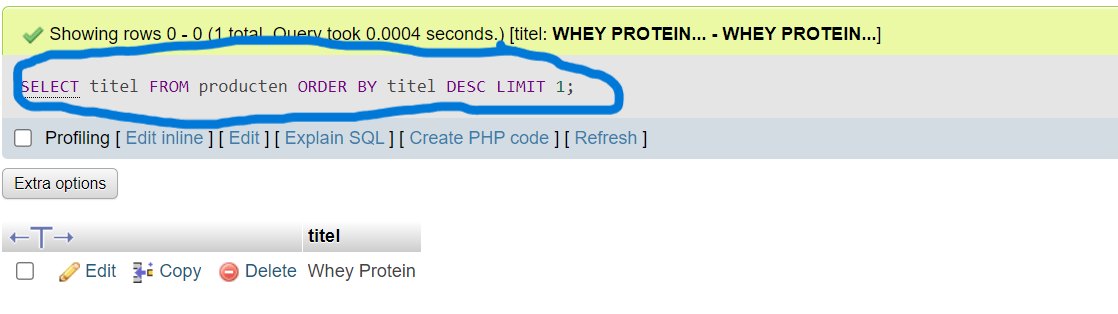 Showing rows 0 - 0 (1 total, Query took 0.0004 seconds.) [titel: WHEY PROTEIN... - WHEY PROTEIN...]
SELECT titel FROM producten ORDER BY titel DESC LIMIT 1;
Profiling [ Edit inline ] [ Edit ] [ Explain SQL ] [ Create PHP code ] [ Refresh ]
Extra options
←T→ titel
Edit Copy Delete Whey Protein